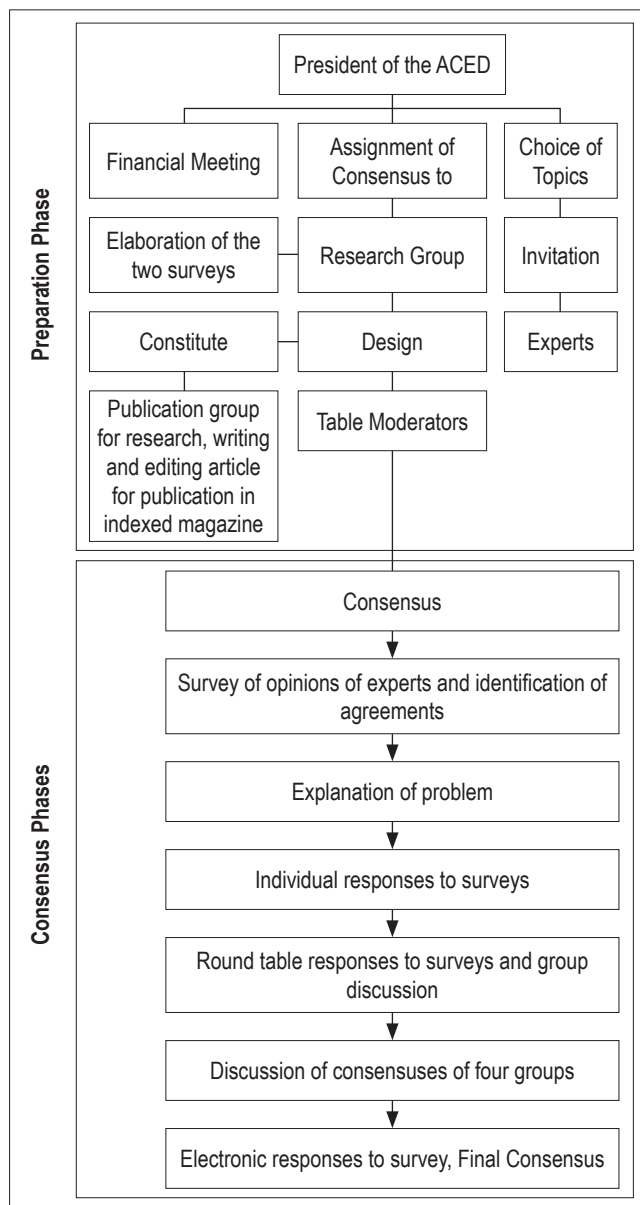 Preparation Phase
President of the ACED
Financial Meeting
Assignment of
Consensus to
Choice of
Topics
Elaboration of the
two surveys
Research Group
Invitation
Constitute
Design
Experts
Publication group
for research, writing
and editing article
for publication in
indexed magazine
Table Moderators
Consensus Phases
Consensus
Survey of opinions of experts and identification of
agreements
Explanation of problem
Individual responses to surveys
Round table responses to surveys and group
discussion
Discussion of consensuses of four groups
Electronic responses to survey, Final Consensus